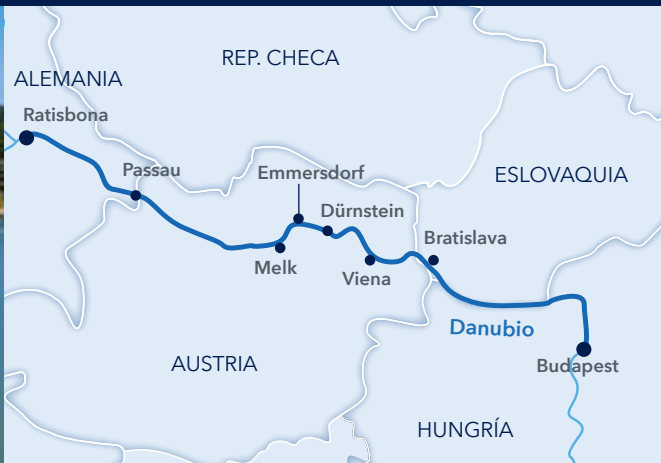 REP. CHECA
ALEMANIA
Ratisbona
Passau
Emmersdorf
ESLOVAQUIA
Dürnstein
Bratislava
Melk
Viena
Danubio
AUSTRIA
Budapest
HUNGRÍA